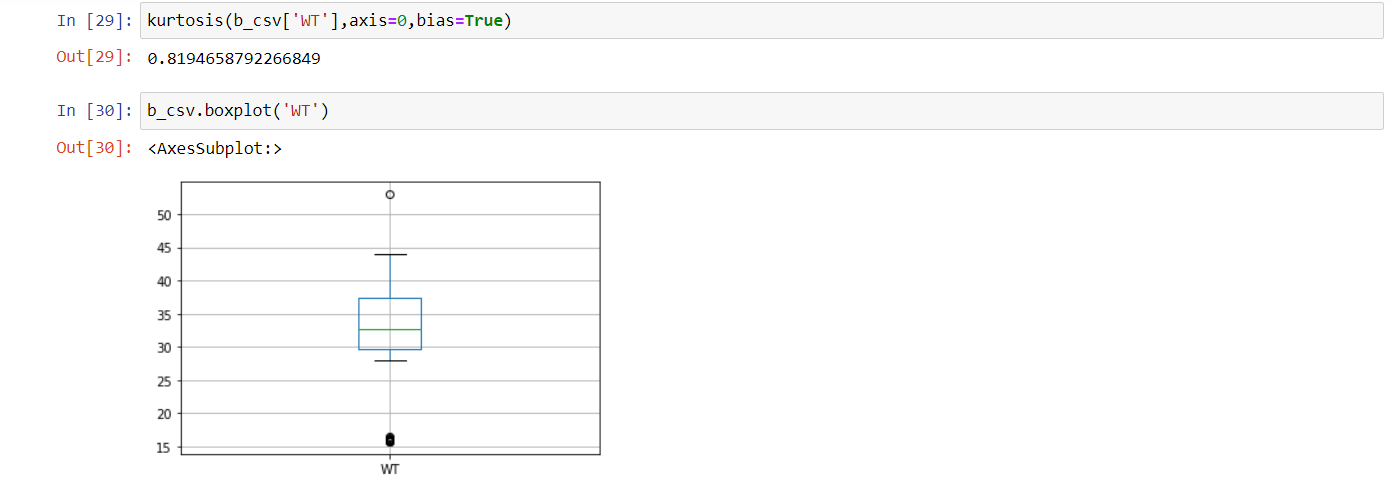 In [29]: kurtosis(b_csv['WT'],axis=0,bias=True)
Out[29]: 0.8194658792266849
In [30]: b_csv.boxplot('WT')
Out[30]: <AxesSubplot:>
50
45
40
35
30
25
20
15
WT